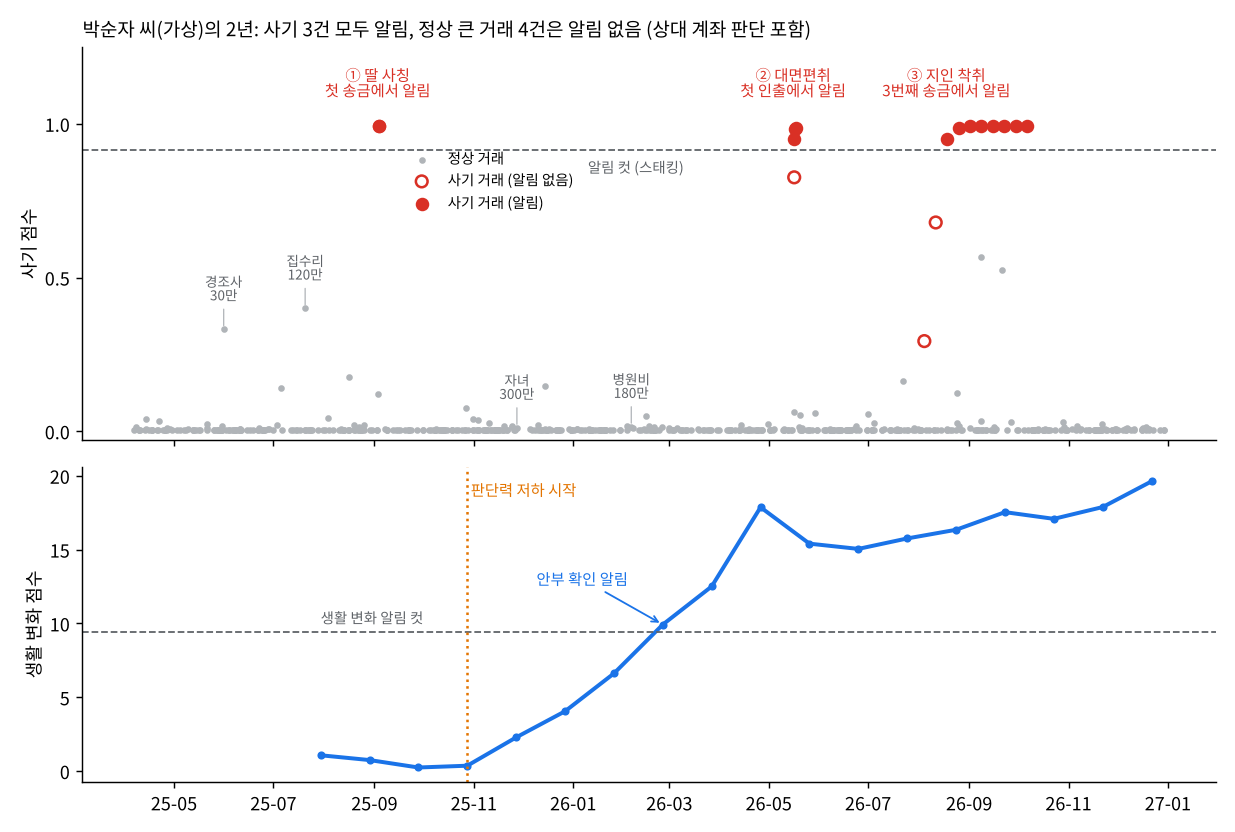 박순자 씨(가상)의 2년: 사기 3건 모두 알림, 정상 큰 거래 4건은 알림 없음 (상대 계좌 판단 포함)
① 딸 사칭
첫 송금에서 알림
② 대면편취
첫 인출에서 알림
③ 지인 착취
3번째 송금에서 알림
1.0
정상 거래
사기 거래 (알림 없음)
사기 거래 (알림)
알림 컷 (스태킹)
사기 점수
0.5
경조사
30만
집수리
120만
자녀
300만
병원비
180만
0.0
20
판단력 저하 시작
15
안부 확인 알림
생활 변화 점수
10
생활 변화 알림 컷
5
0
25-05
25-07
25-09
25-11
26-01
26-03
26-05
26-07
26-09
26-11
27-01